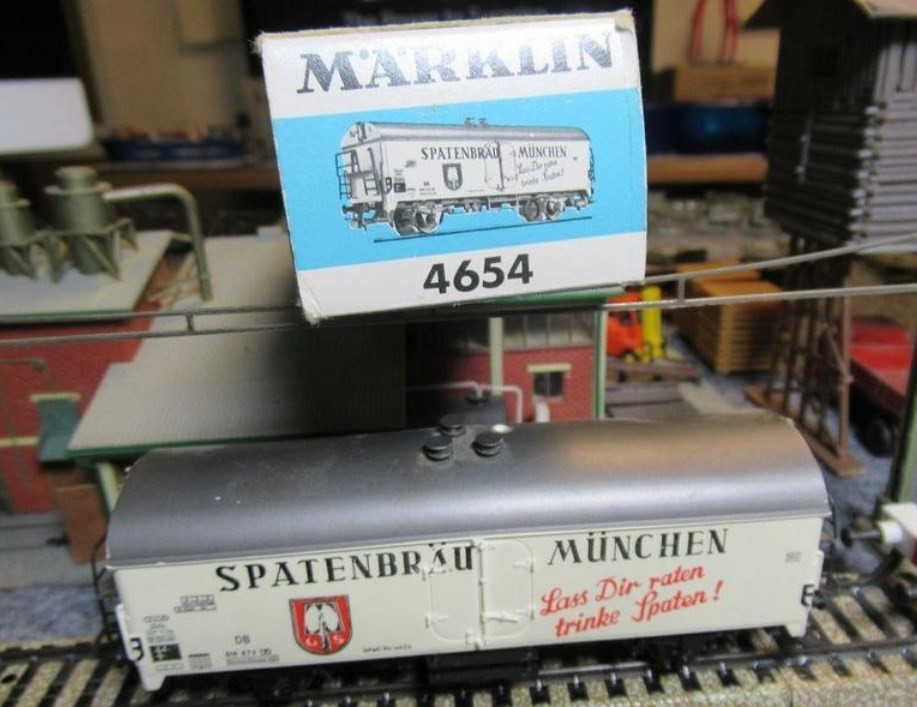 MÄRKLIN
SPATENBRÄU MÜNCHEN
Lass Dir raten
trinke Spaten!
4654
SPATENBRÄU MÜNCHEN
Lass Dir raten
trinke Spaten!
G S
DB